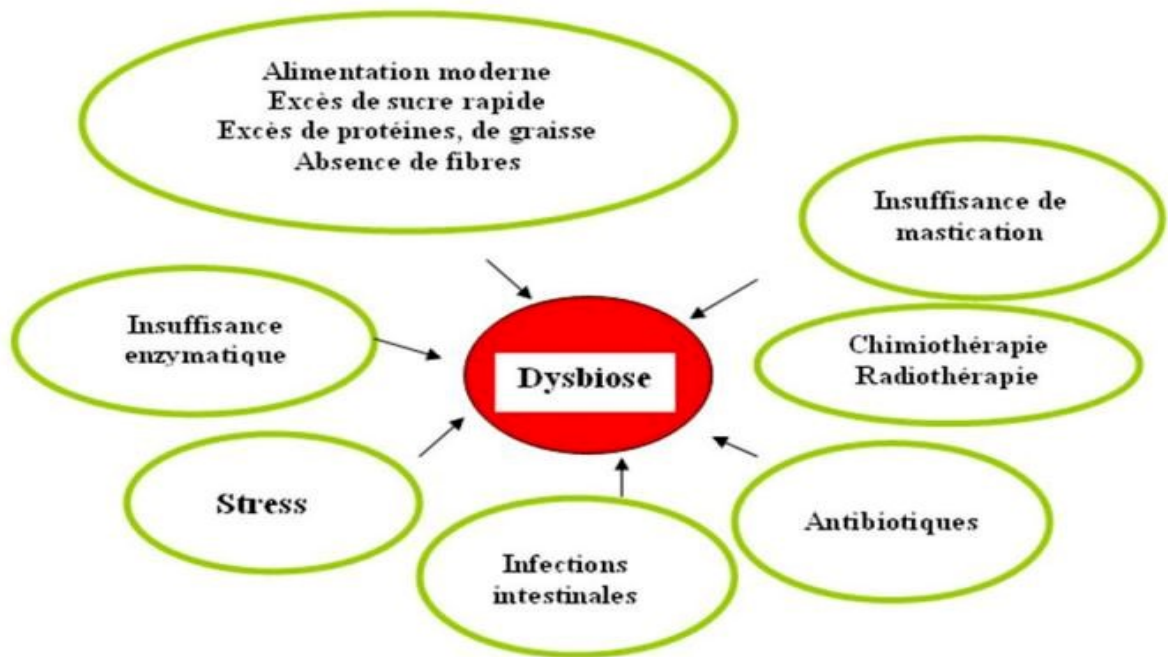 Alimentation moderne
Excès de sucre rapide
Excès de protéines, de graisse
Absence de fibres
Insuffisance de
mastication
Insuffisance
enzymatique
Dysbiose
Chimiothérapie
Radiothérapie
Stress
Antibiotiques
Infections
intestinales